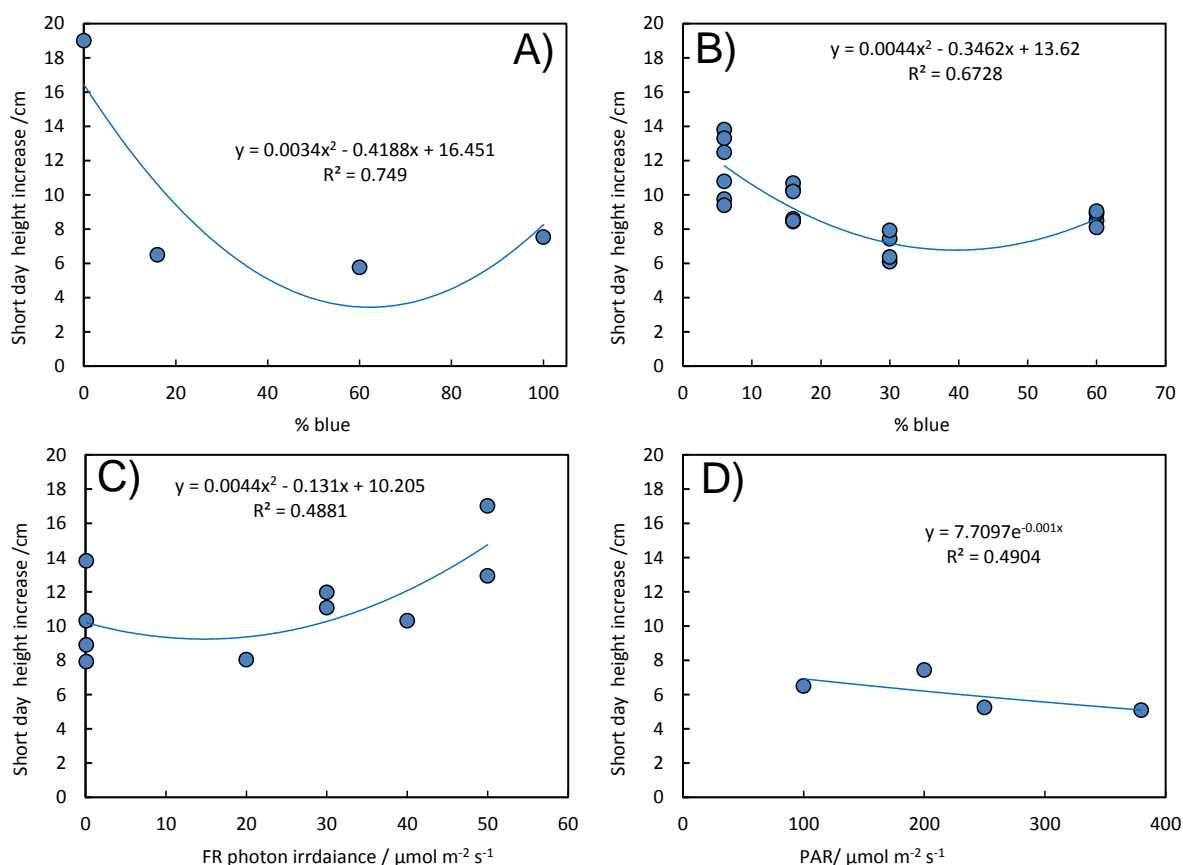 A)
y = 0.0034x² - 0.4188x + 16.451
R² = 0.749
Short day height increase /cm
20
18
16
14
12
10
8
6
4
2
0
0 20 40 60 80 100
% blue
B)
y = 0.0044x² - 0.3462x + 13.62
R² = 0.6728
Short day height increase /cm
20
18
16
14
12
10
8
6
4
2
0
0 10 20 30 40 50 60 70
% blue
C)
y = 0.0044x² - 0.131x + 10.205
R² = 0.4881
Short day height increase /cm
20
18
16
14
12
10
8
6
4
2
0
0 10 20 30 40 50 60
FR photon irrdaiance / µmol m⁻² s⁻¹
D)
y = 7.7097e⁻⁰·⁰⁰¹ˣ
R² = 0.4904
Short day height increase /cm
20
18
16
14
12
10
8
6
4
2
0
0 100 200 300 400
PAR/ µmol m⁻² s⁻¹